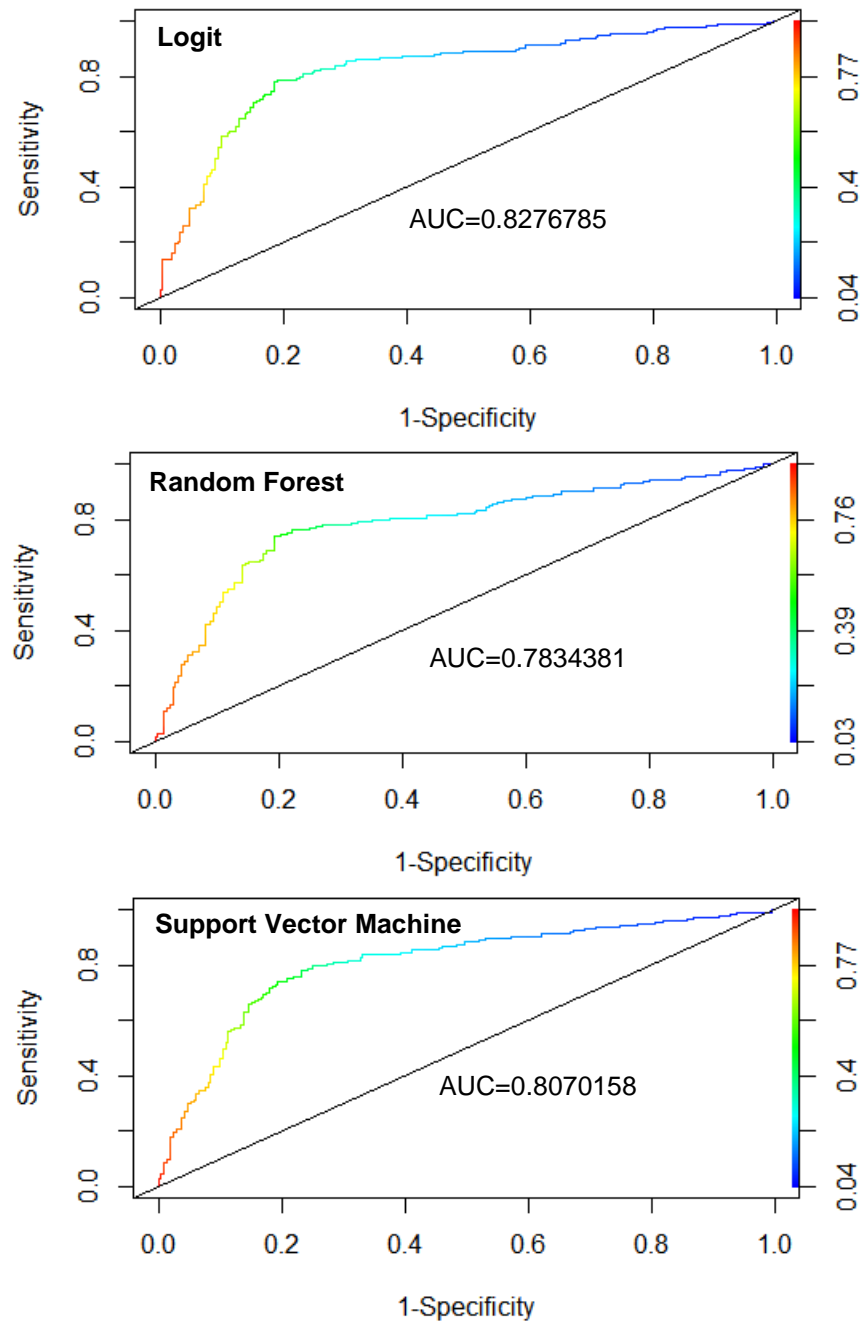 Logit
Sensitivity
0.0 0.4 0.8
AUC=0.8276785
0.04 0.4 0.77
0.0 0.2 0.4 0.6 0.8 1.0
1-Specificity
Random Forest
Sensitivity
0.0 0.4 0.8
AUC=0.7834381
0.03 0.39 0.76
0.0 0.2 0.4 0.6 0.8 1.0
1-Specificity
Support Vector Machine
Sensitivity
0.0 0.4 0.8
AUC=0.8070158
0.04 0.4 0.77
0.0 0.2 0.4 0.6 0.8 1.0
1-Specificity